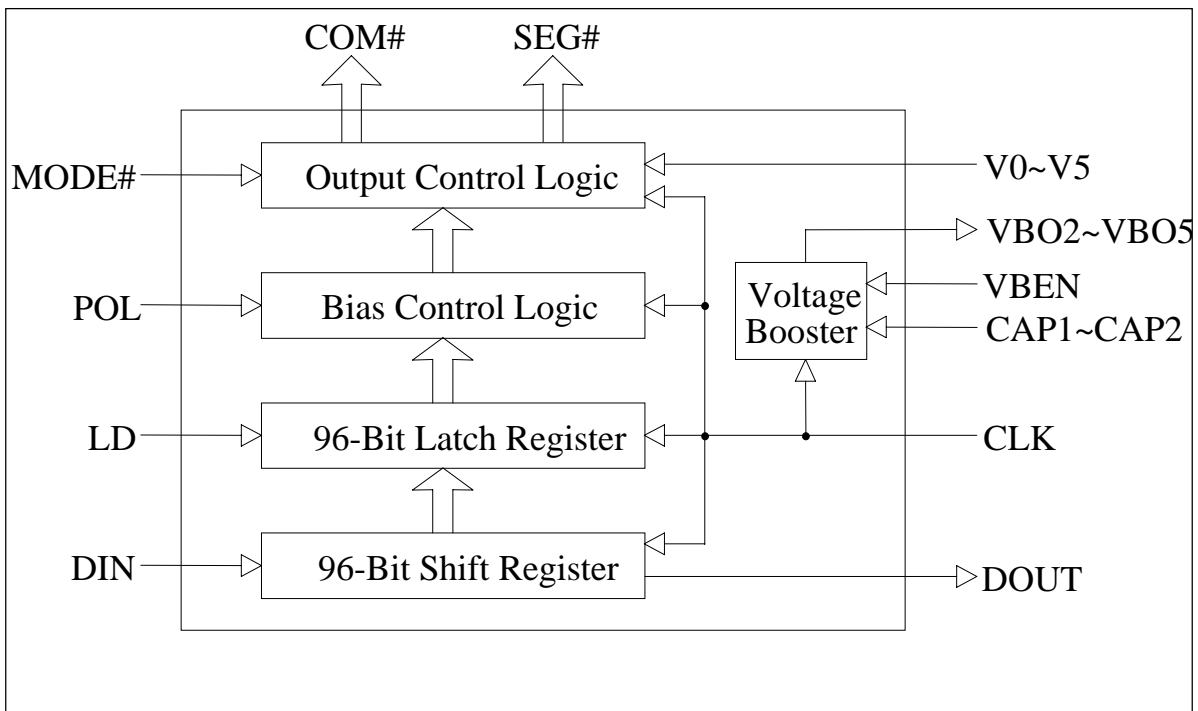 COM#
SEG#
MODE#
Output Control Logic
V0~V5
VBO2~VBO5
POL
Bias Control Logic
Voltage
Booster
VBEN
CAP1~CAP2
LD
96-Bit Latch Register
CLK
DIN
96-Bit Shift Register
DOUT